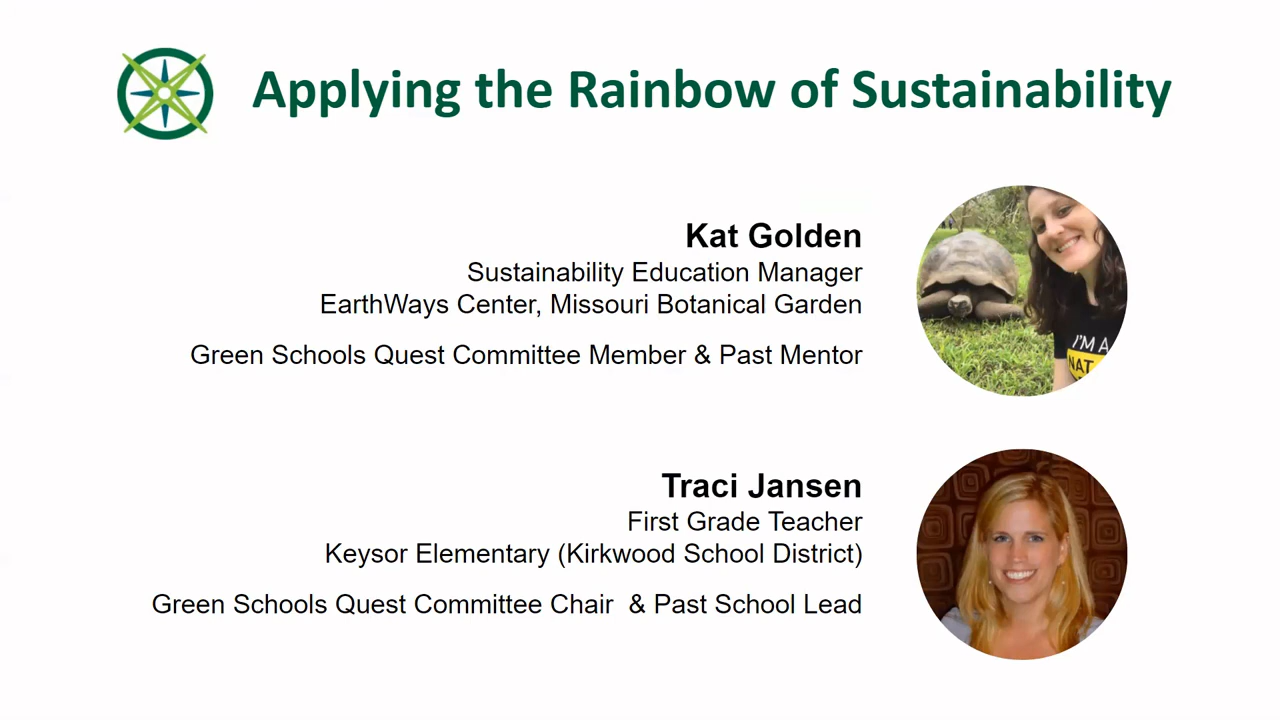 Applying the Rainbow of Sustainability
Kat Golden
Sustainability Education Manager
EarthWays Center, Missouri Botanical Garden
Green Schools Quest Committee Member & Past Mentor
I'M A
NAT
Traci Jansen
First Grade Teacher
Keysor Elementary (Kirkwood School District)
Green Schools Quest Committee Chair  & Past School Lead